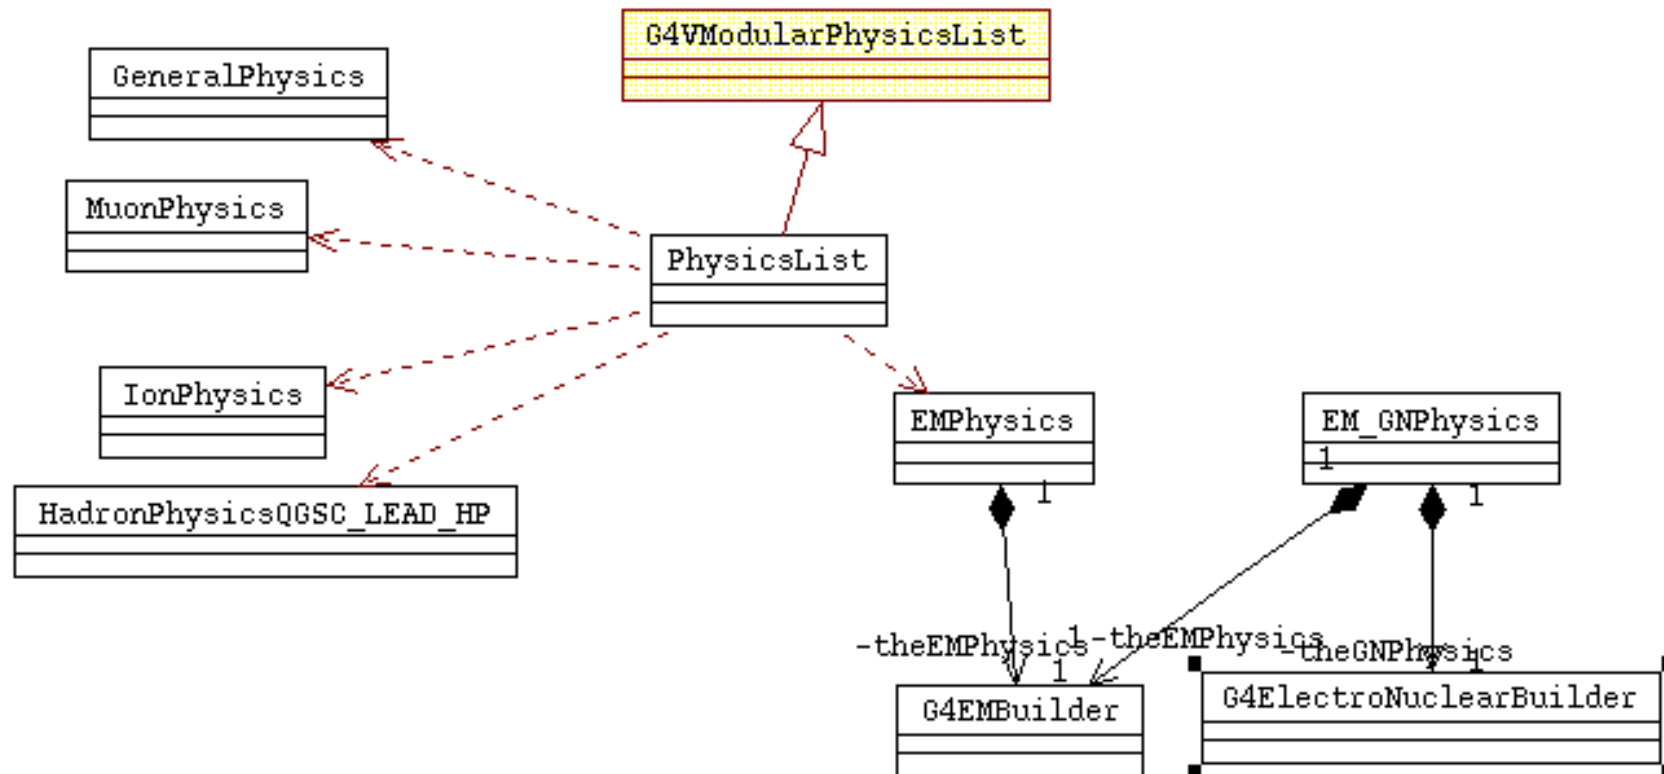 G4VModularPhysicsList
GeneralPhysics
MuonPhysics
PhysicsList
IonPhysics
EMPhysics
EM_GNPhysics
1
1
1
HadronPhysicsQGSC_LEAD_HP
-theEMPhysics
1
-theEMPhysics
-theGNPhysics
1
1
G4EMBuilder
G4ElectroNuclearBuilder